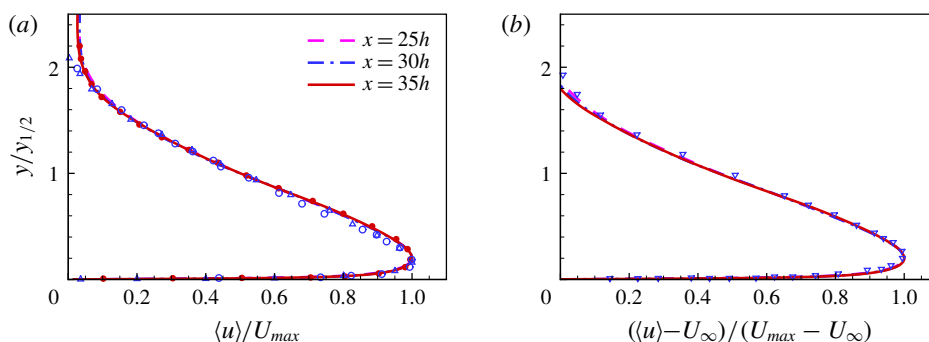 (a)
(b)
x = 25h
x = 30h
x = 35h
y/y1/2
2
1
0
0.2 0.4 0.6 0.8 1.0
⟨u⟩/Umax
2
1
0
0.2 0.4 0.6 0.8 1.0
(⟨u⟩−U∞)/(Umax − U∞)